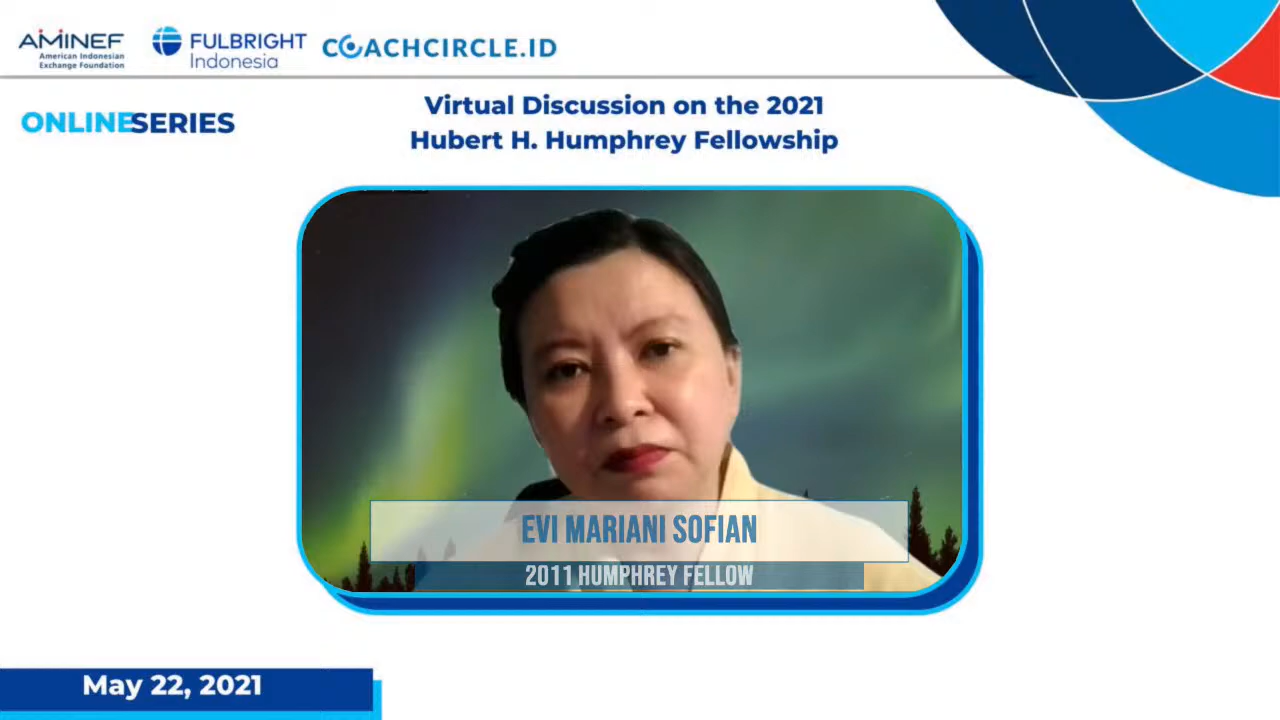 AMINEF
American Indonesian
Exchange Foundation
FULBRIGHT
Indonesia
COACHCIRCLE.ID
ONLINESERIES
Virtual Discussion on the 2021
Hubert H. Humphrey Fellowship
EVI MARIANI SOFIAN
2011 HUMPHREY FELLOW
May 22, 2021